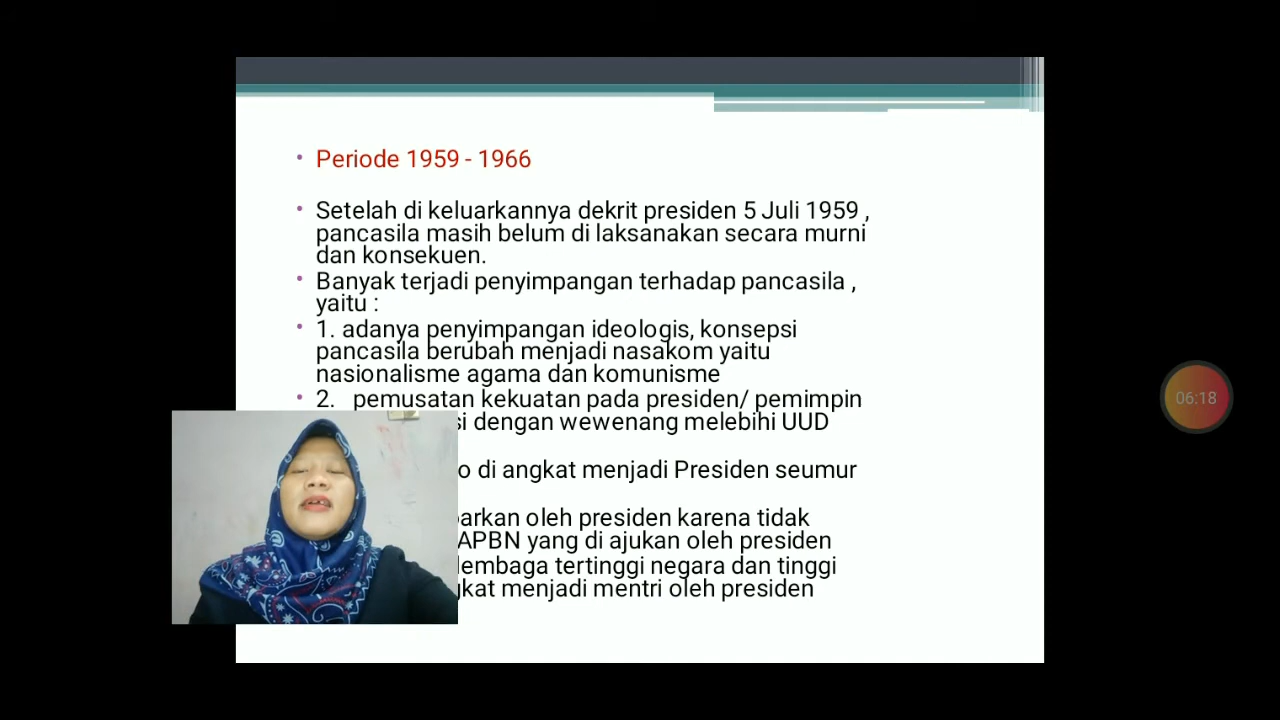 • Periode 1959 - 1966
• Setelah di keluarkannya dekrit presiden 5 Juli 1959 ,
pancasila masih belum di laksanakan secara murni
dan konsekuen.
• Banyak terjadi penyimpangan terhadap pancasila ,
yaitu :
• 1. adanya penyimpangan ideologis, konsepsi
pancasila berubah menjadi nasakom yaitu
nasionalisme agama dan komunisme
• 2. pemusatan kekuatan pada presiden/ pemimpin
dengan wewenang melebihi UUD
di angkat menjadi Presiden seumur
oleh presiden karena tidak
APBN yang di ajukan oleh presiden
lembaga tertinggi negara dan tinggi
menjadi mentri oleh presiden
06:18